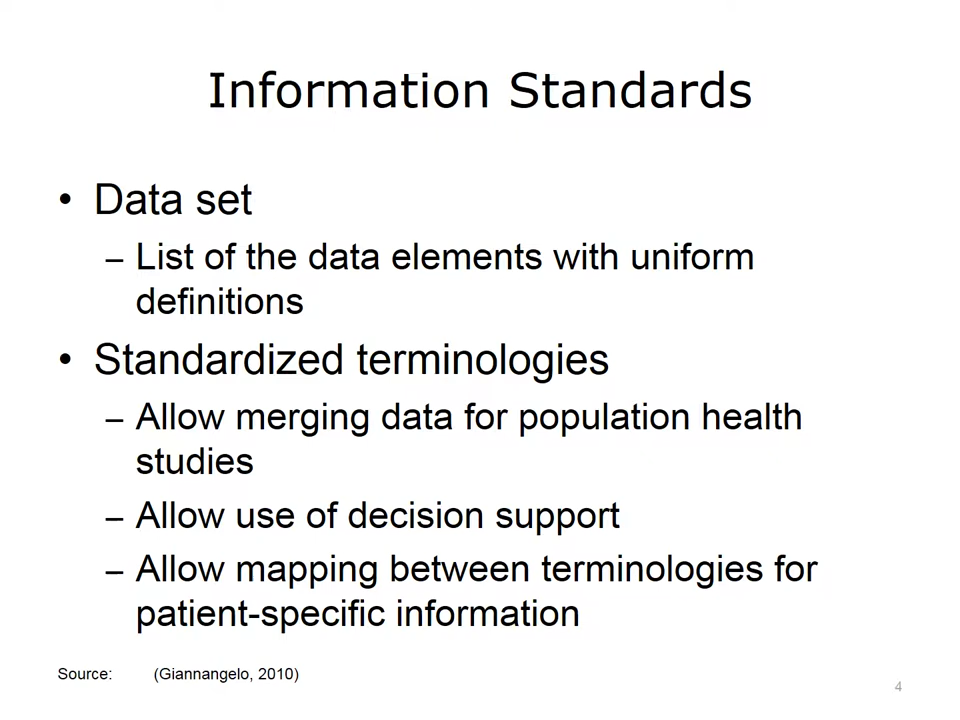 Information Standards
• Data set
– List of the data elements with uniform
definitions
• Standardized terminologies
– Allow merging data for population health
studies
– Allow use of decision support
– Allow mapping between terminologies for
patient-specific information
Source: (Giannangelo, 2010)
4